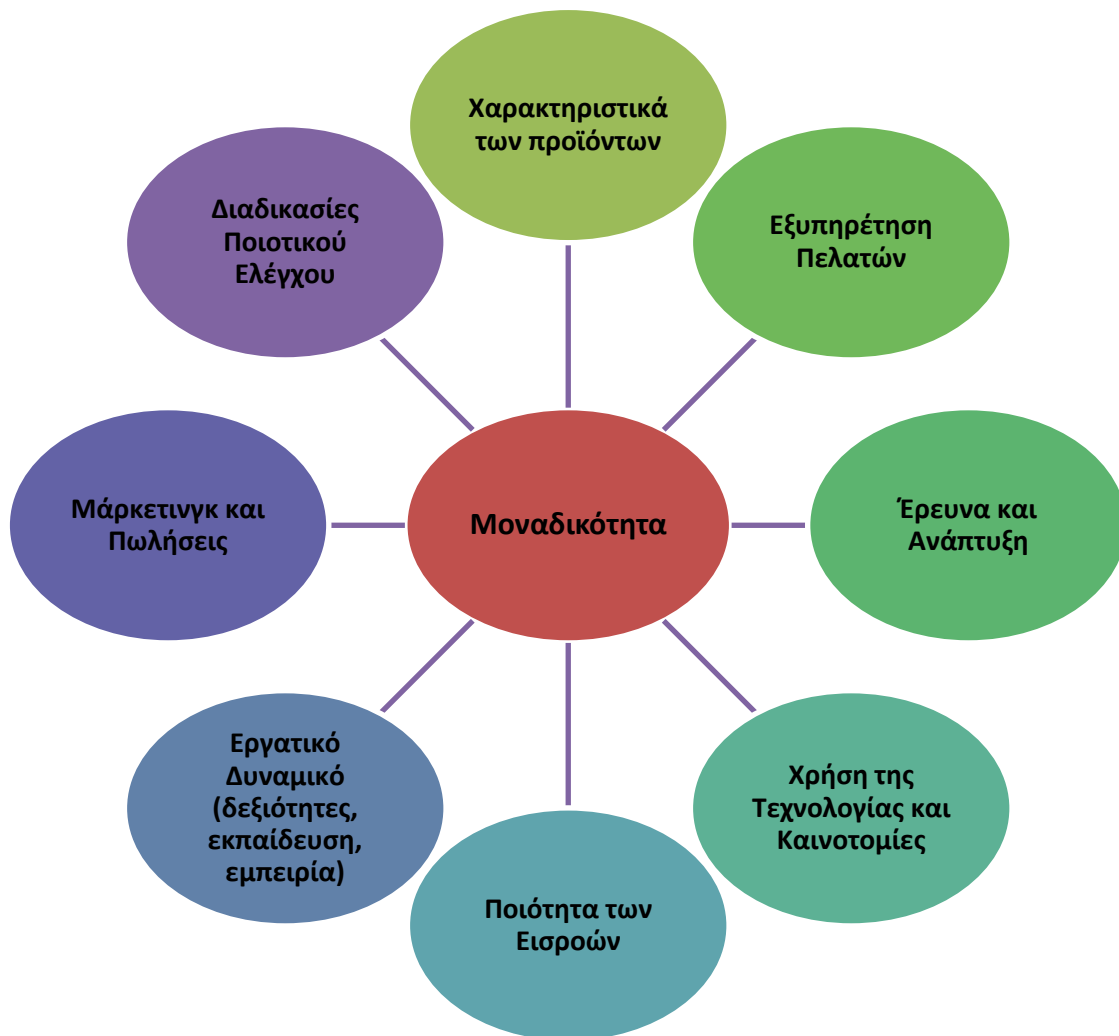 Χαρακτηριστικά
των προϊόντων
Εξυπηρέτηση
Πελατών
Έρευνα και
Ανάπτυξη
Χρήση της
Τεχνολογίας και
Καινοτομίες
Ποιότητα των
Εισροών
Εργατικό
Δυναμικό
(δεξιότητες,
εκπαίδευση,
εμπειρία)
Μάρκετινγκ και
Πωλήσεις
Διαδικασίες
Ποιοτικού
Ελέγχου
Μοναδικότητα